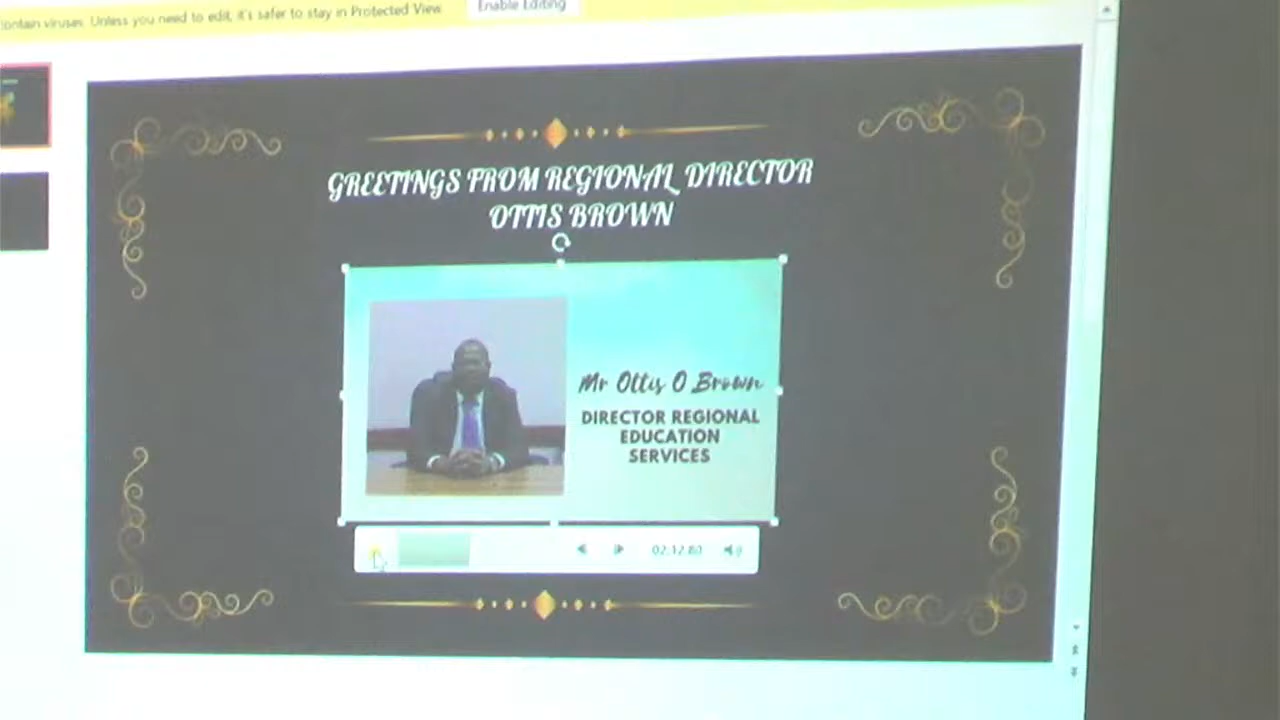 contain viruses. Unless you need to edit, it's safer to stay in Protected View.
Enable Editing
GREETINGS FROM REGIONAL DIRECTOR
OTTIS BROWN
Mr Ottis O Brown
DIRECTOR REGIONAL
EDUCATION
SERVICES
02:12.80